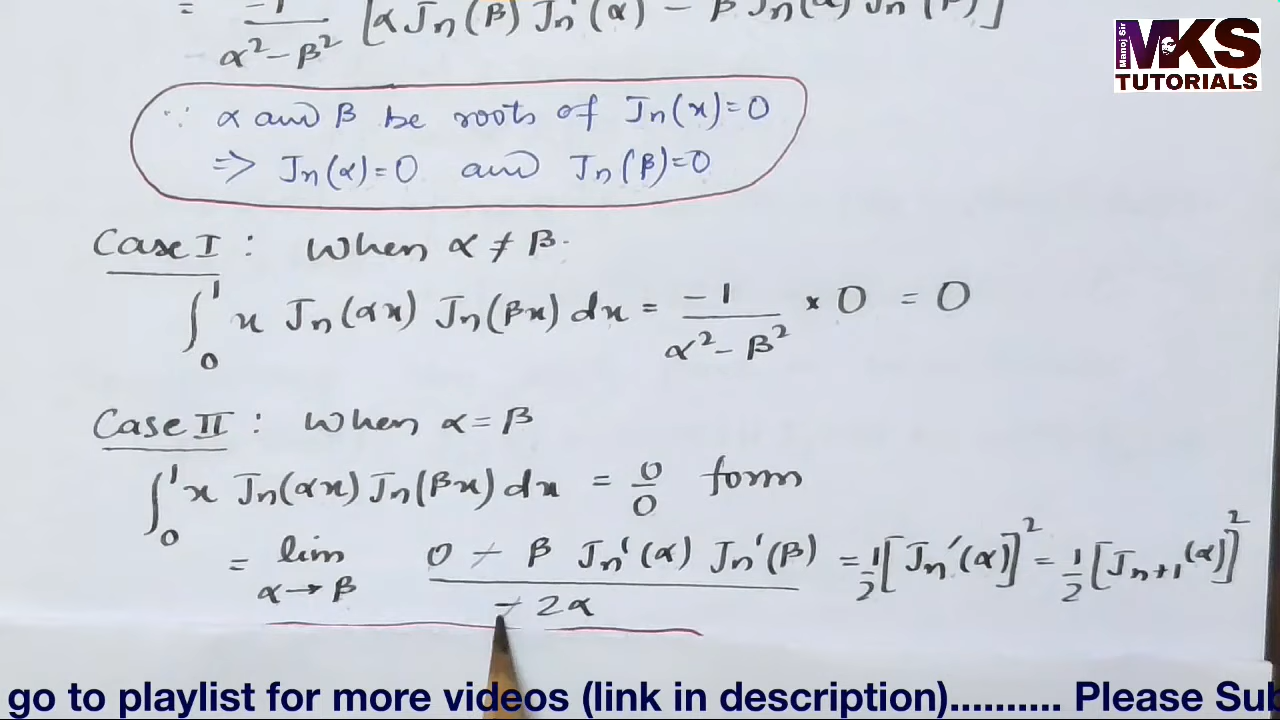 = -1/(α² - β²) [α Jn(β) Jn'(α) - β Jn(α) Jn'(β)]
Manoj Sir
MKS
TUTORIALS
∵ α and β be roots of Jn(x)=0
=> Jn(α)=0 and Jn(β)=0
Case I : When α ≠ β.
∫₀¹ x Jn(αx) Jn(βx) dx = -1/(α² - β²) × 0 = 0
Case II : When α = β
∫₀¹ x Jn(αx) Jn(βx) dx = 0/0 form
= lim α→β (0 - β Jn'(α) Jn'(β))/(-2α) = 1/2 [Jn'(α)]² = 1/2 [Jn+1(α)]²
go to playlist for more videos (link in description).......... Please Su